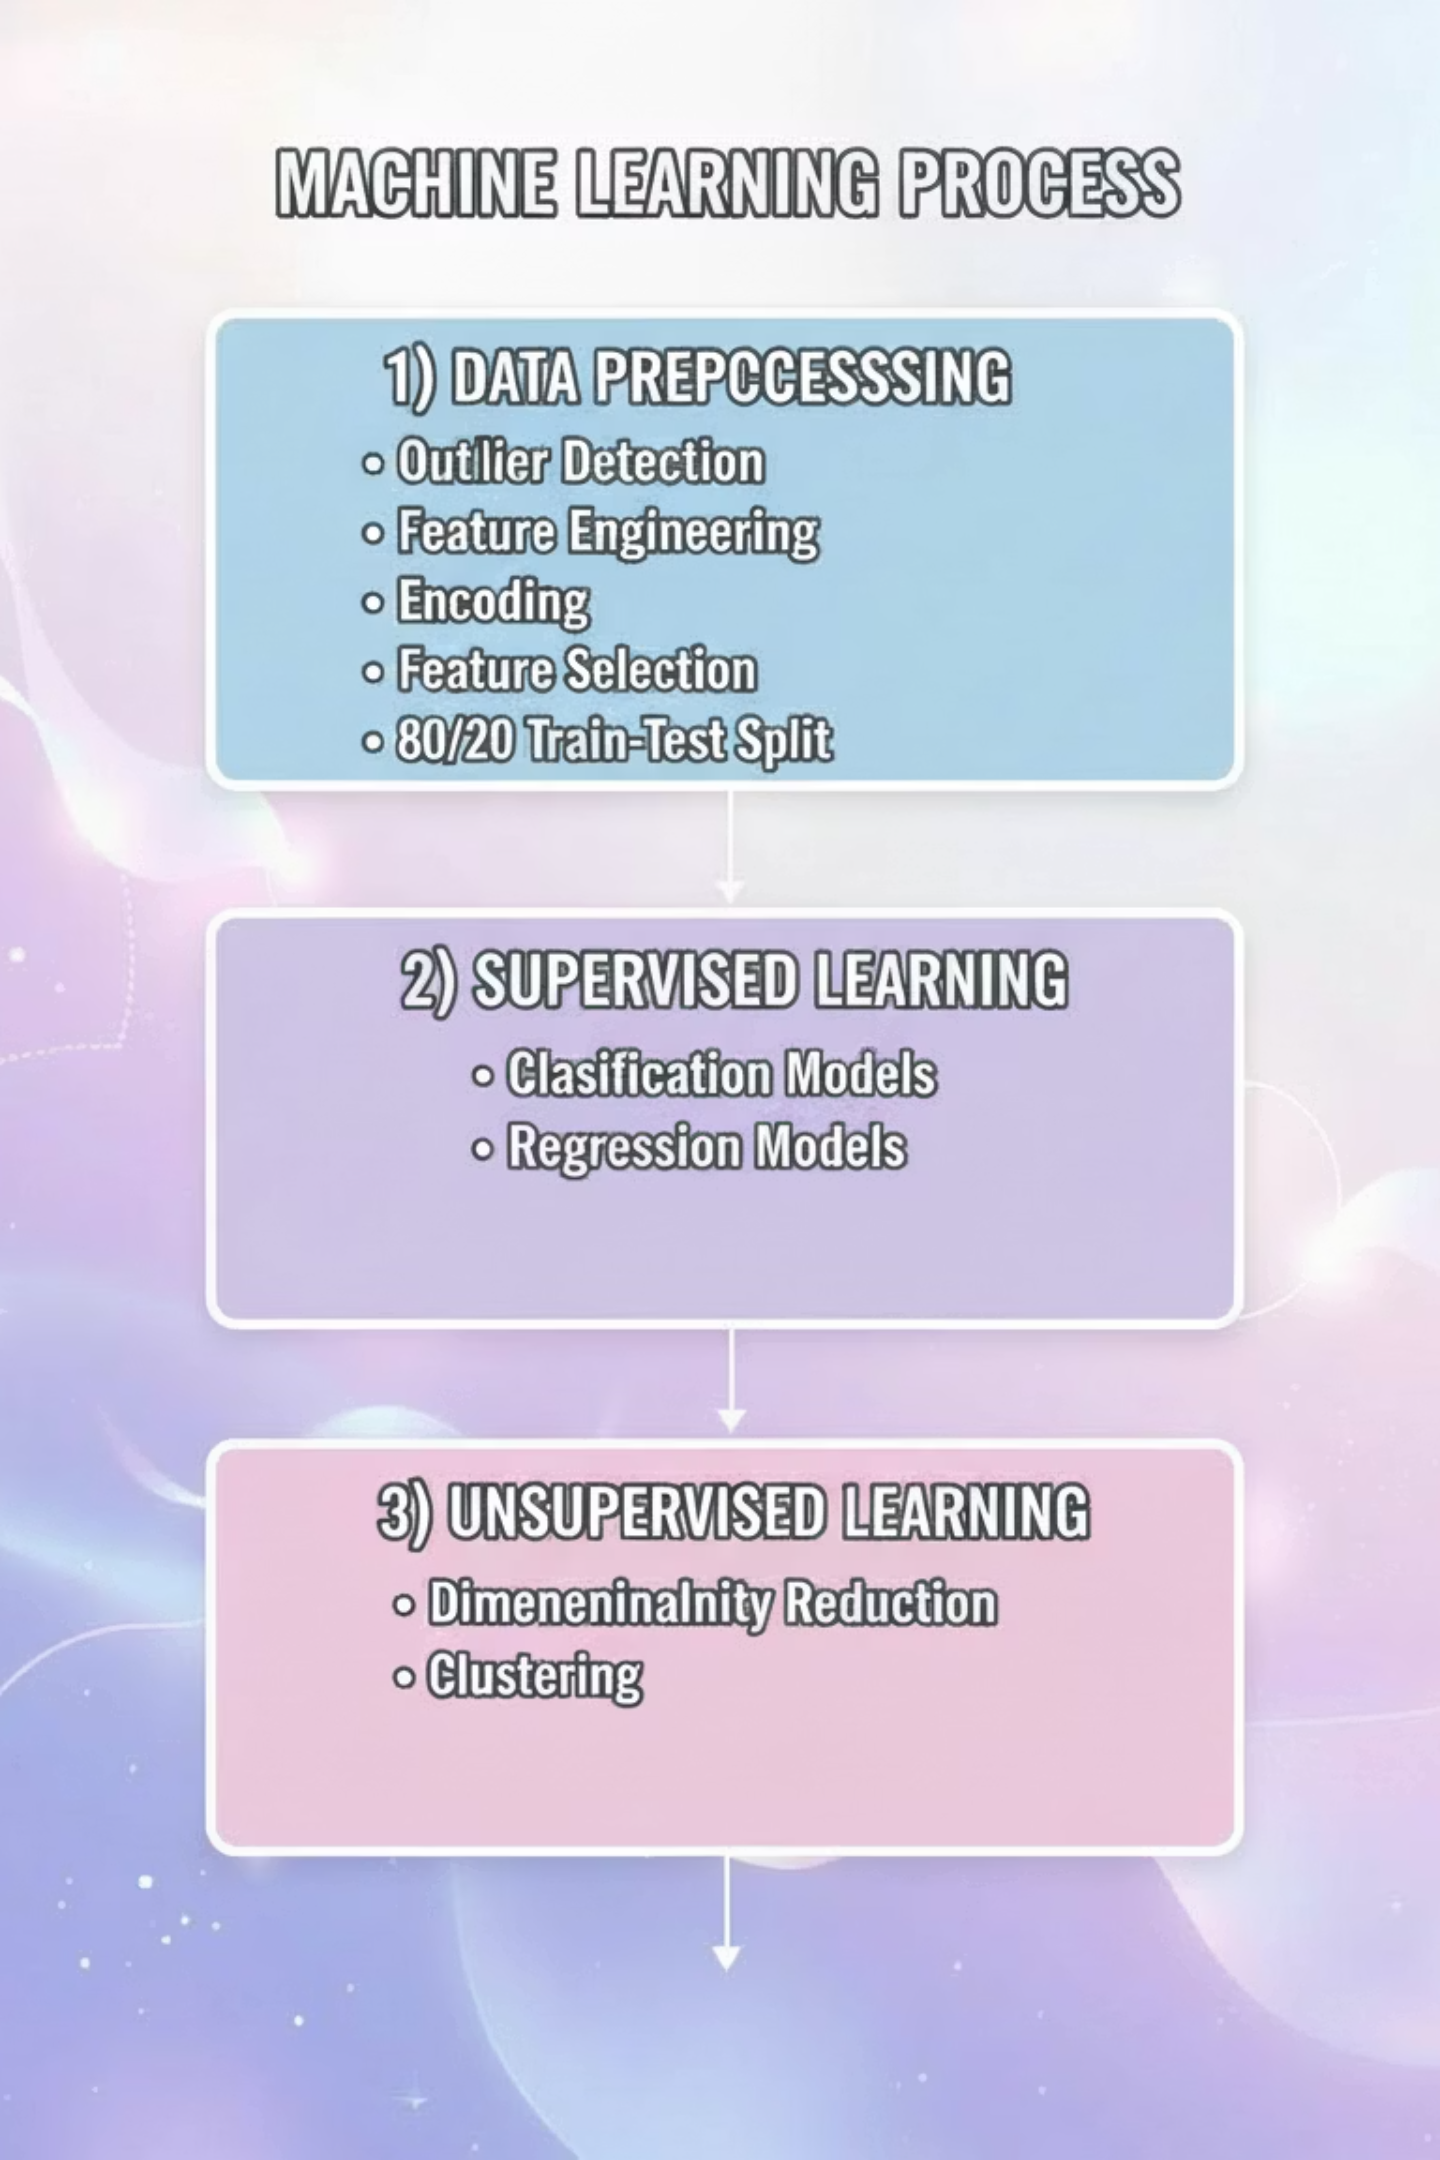 MACHINE LEARNING PROCESS
1) DATA PREPOCESSSING
• Outlier Detection
• Feature Engineering
• Encoding
• Feature Selection
• 80/20 Train-Test Split
2) SUPERVISED LEARNING
• Clasification Models
• Regression Models
3) UNSUPERVISED LEARNING
• Dimeneninalnity Reduction
• Clustering